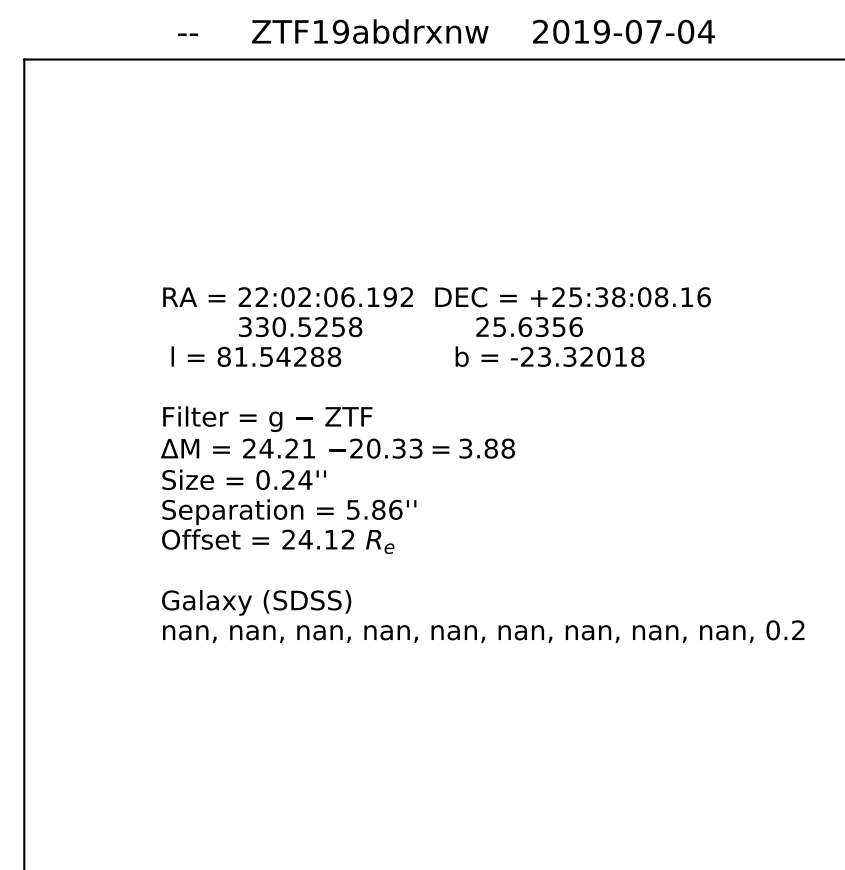 -- ZTF19abdrxnw 2019-07-04
RA = 22:02:06.192 DEC = +25:38:08.16
330.5258 25.6356
l = 81.54288 b = -23.32018
Filter = g − ZTF
ΔM = 24.21 −20.33 = 3.88
Size = 0.24''
Separation = 5.86''
Offset = 24.12 Re
Galaxy (SDSS)
nan, nan, nan, nan, nan, nan, nan, nan, nan, 0.2